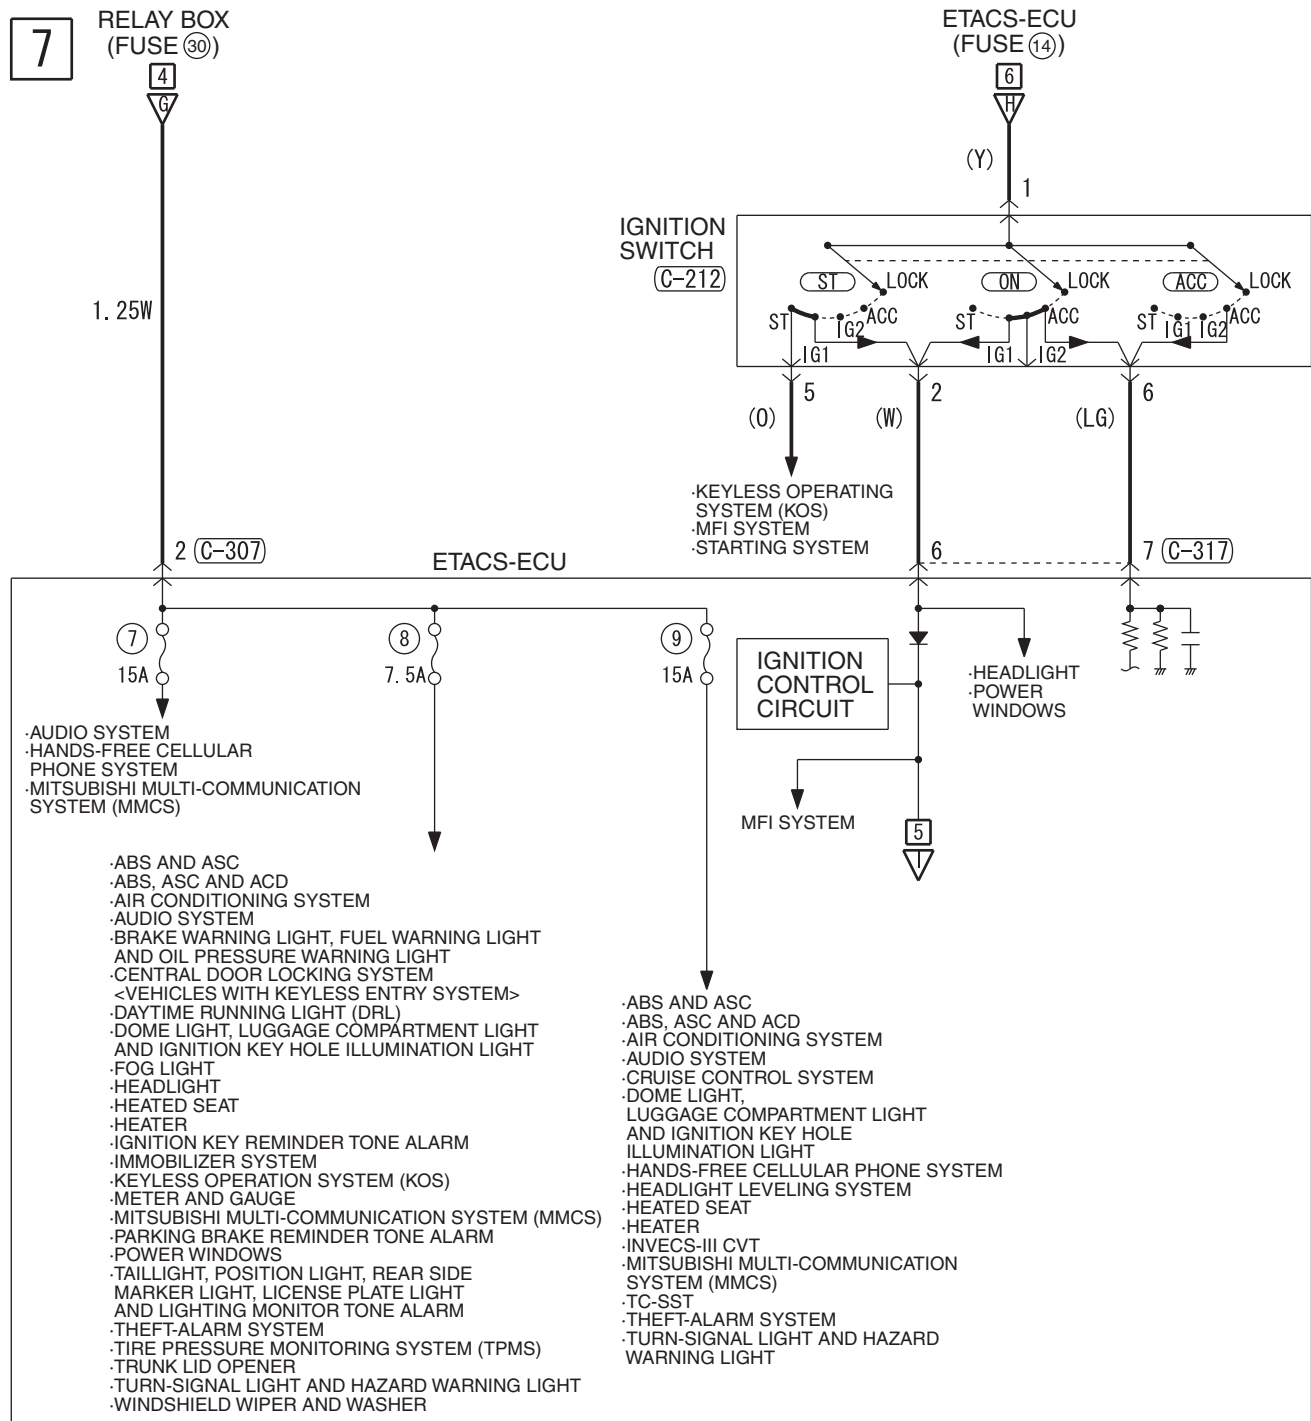 7
RELAY BOX
(FUSE 30)
4
G
1.25W
2 (C-307)
ETACS-ECU
(FUSE 14)
6
H
(Y)
1
IGNITION
SWITCH
(C-212)
ST LOCK
ST IG2 ACC
IG1
ON LOCK
ST ACC
IG1 IG2
ACC LOCK
ST IG1 IG2 ACC
5 2 6
(O) (W) (LG)
·KEYLESS OPERATING
SYSTEM (KOS)
·MFI SYSTEM
·STARTING SYSTEM
6 7 (C-317)
ETACS-ECU
7
15A
8
7.5A
9
15A
IGNITION
CONTROL
CIRCUIT
·HEADLIGHT
·POWER
WINDOWS
MFI SYSTEM
5
I
·AUDIO SYSTEM
·HANDS-FREE CELLULAR
PHONE SYSTEM
·MITSUBISHI MULTI-COMMUNICATION
SYSTEM (MMCS)
·ABS AND ASC
·ABS, ASC AND ACD
·AIR CONDITIONING SYSTEM
·AUDIO SYSTEM
·BRAKE WARNING LIGHT, FUEL WARNING LIGHT
AND OIL PRESSURE WARNING LIGHT
·CENTRAL DOOR LOCKING SYSTEM
<VEHICLES WITH KEYLESS ENTRY SYSTEM>
·DAYTIME RUNNING LIGHT (DRL)
·DOME LIGHT, LUGGAGE COMPARTMENT LIGHT
AND IGNITION KEY HOLE ILLUMINATION LIGHT
·FOG LIGHT
·HEADLIGHT
·HEATED SEAT
·HEATER
·IGNITION KEY REMINDER TONE ALARM
·IMMOBILIZER SYSTEM
·KEYLESS OPERATION SYSTEM (KOS)
·METER AND GAUGE
·MITSUBISHI MULTI-COMMUNICATION SYSTEM (MMCS)
·PARKING BRAKE REMINDER TONE ALARM
·POWER WINDOWS
·TAILLIGHT, POSITION LIGHT, REAR SIDE
MARKER LIGHT, LICENSE PLATE LIGHT
AND LIGHTING MONITOR TONE ALARM
·THEFT-ALARM SYSTEM
·TIRE PRESSURE MONITORING SYSTEM (TPMS)
·TRUNK LID OPENER
·TURN-SIGNAL LIGHT AND HAZARD WARNING LIGHT
·WINDSHIELD WIPER AND WASHER
·ABS AND ASC
·ABS, ASC AND ACD
·AIR CONDITIONING SYSTEM
·AUDIO SYSTEM
·CRUISE CONTROL SYSTEM
·DOME LIGHT,
LUGGAGE COMPARTMENT LIGHT
AND IGNITION KEY HOLE
ILLUMINATION LIGHT
·HANDS-FREE CELLULAR PHONE SYSTEM
·HEADLIGHT LEVELING SYSTEM
·HEATED SEAT
·HEATER
·INVECS-III CVT
·MITSUBISHI MULTI-COMMUNICATION
SYSTEM (MMCS)
·TC-SST
·THEFT-ALARM SYSTEM
·TURN-SIGNAL LIGHT AND HAZARD
WARNING LIGHT